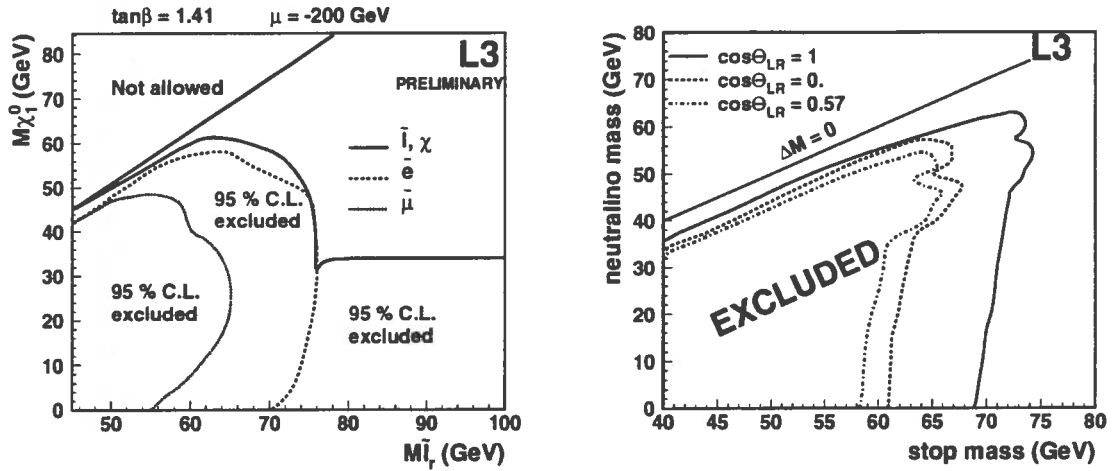 tanβ = 1.41 μ = -200 GeV
Mχ̃₁⁰ (GeV)
80
70
60
50
40
30
20
10
0
Not allowed
L3
PRELIMINARY
l̃, χ
ẽ
μ̃
95 % C.L.
excluded
95 % C.L.
excluded
95 % C.L.
excluded
50 60 70 80 90 100
Ml̃ᵣ (GeV)
neutralino mass (GeV)
80
70
60
50
40
30
20
10
0
L3
cosΘLR = 1
cosΘLR = 0.
cosΘLR = 0.57
ΔM = 0
EXCLUDED
40 45 50 55 60 65 70 75 80
stop mass (GeV)